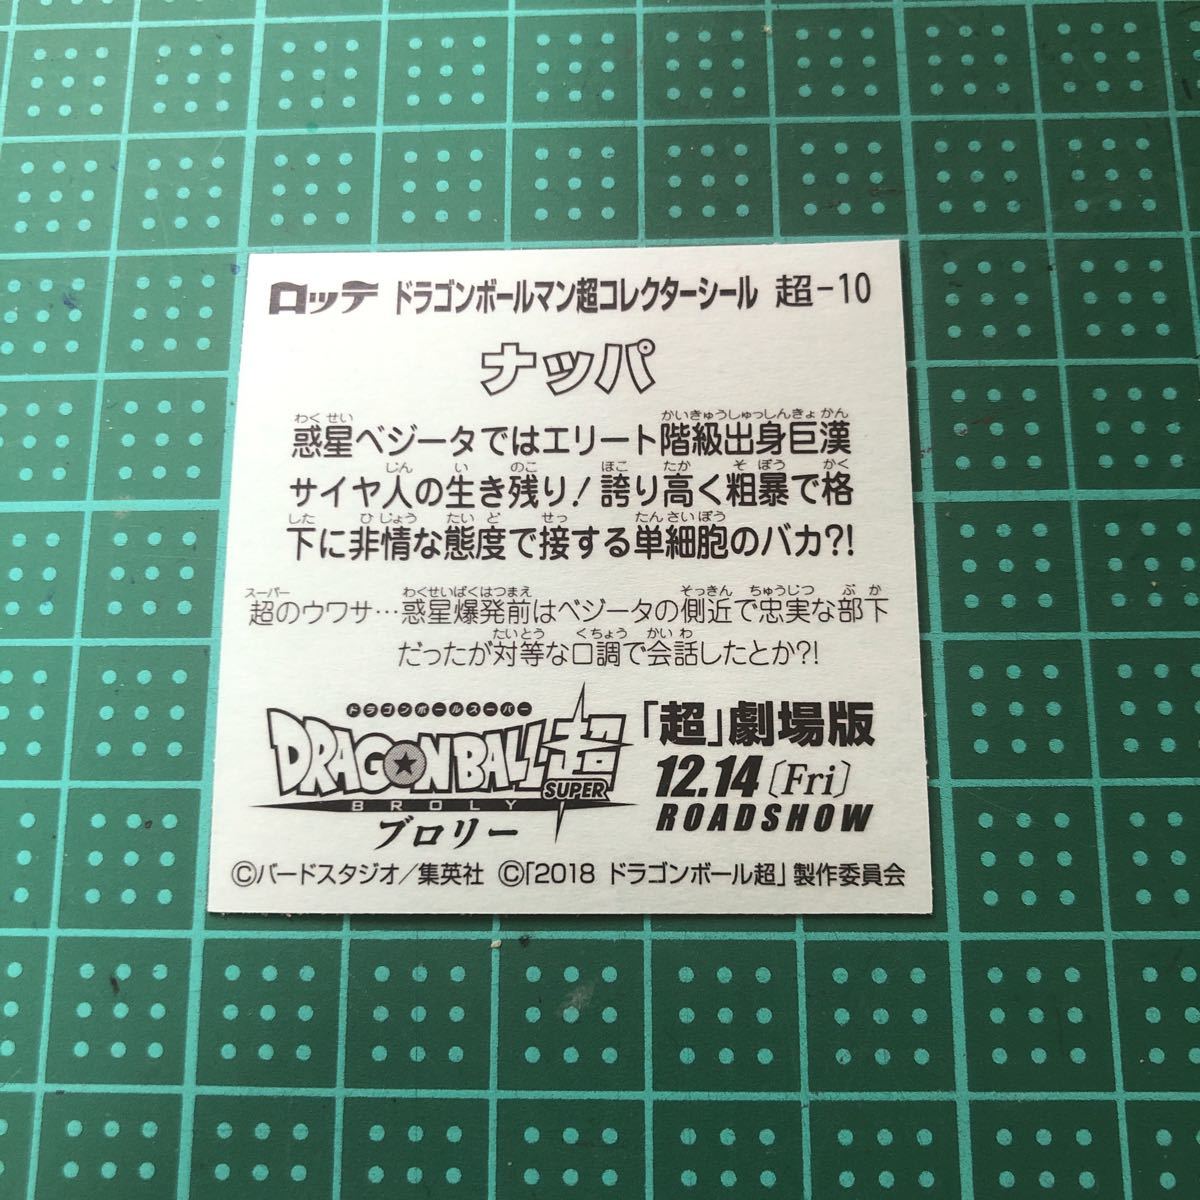 ロッテ ドラゴンボールマン超コレクターシール 超-10
ナッパ
わくせい かいきゅうしゅっしんきょかん
惑星ベジータではエリート階級出身巨漢
じん い のこ ほこ たか そぼう かく
サイヤ人の生き残り!誇り高く粗暴で格
した ひじょう たいど せっ たんさいぼう
下に非情な態度で接する単細胞のバカ?!
スーパー わくせいばくはつまえ そっきん ちゅうじつ ぶか
超のウワサ…惑星爆発前はベジータの側近で忠実な部下
たいとう くちょう かいわ
だったが対等な口調で会話したとか?!
ドラゴンボールスーパー
DRAGONBALL超
SUPER
BROLY
ブロリー
「超」劇場版
12.14〔Fri〕
ROADSHOW
©バードスタジオ/集英社 ©「2018 ドラゴンボール超」製作委員会